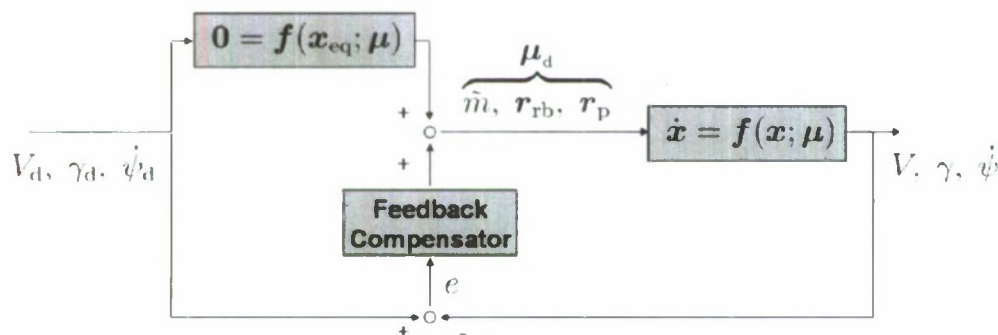 0 = f(x_eq; μ)
μ_d
+ m̃, r_rb, r_p
ẋ = f(x; μ)
V_d, γ_d, ψ̇_d
+
V, γ, ψ̇
Feedback
Compensator
e
+